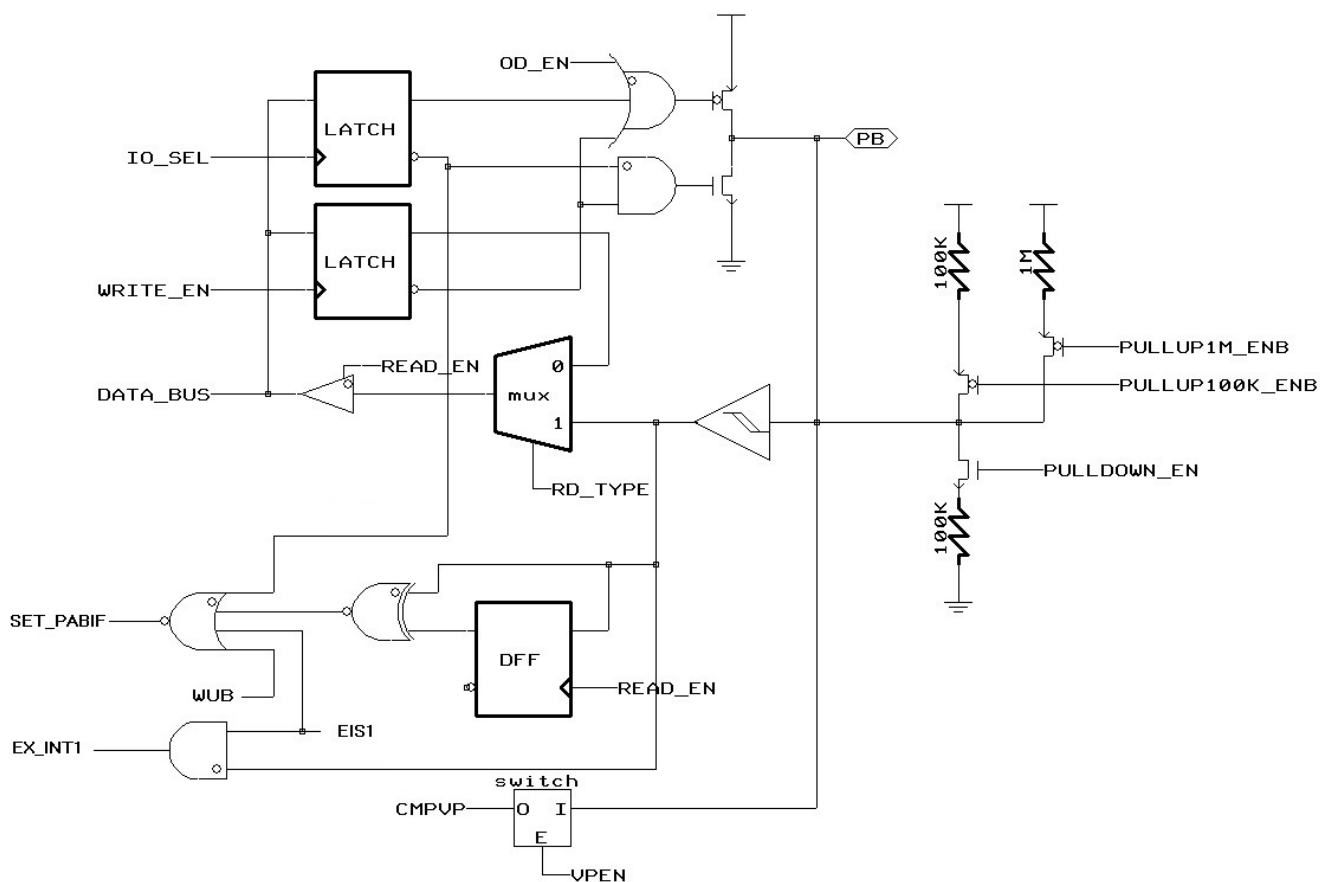 OD_EN
LATCH
PB
IO_SEL
100K
1M
LATCH
WRITE_EN
PULLUP1M_ENB
READ_EN
0
PULLUP100K_ENB
DATA_BUS
mux
1
PULLDOWN_EN
RD_TYPE
100K
SET_PABIF
DFF
WUB
READ_EN
EIS1
EX_INT1
switch
CMPVP
O I
E
VPEN